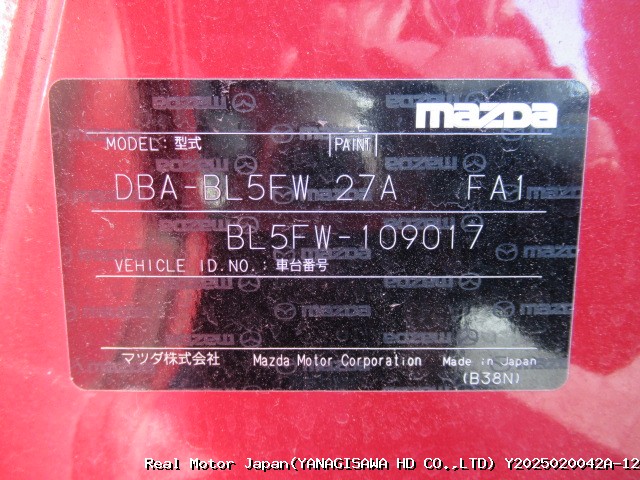 mazda
MODEL: 型式 PAINT
DBA-BL5FW 27A FA1
BL5FW-109017
VEHICLE ID.NO.: 車台番号
マツダ株式会社 Mazda Motor Corporation Made in Japan
(B38N)
Real Motor Japan(YANAGISAWA HD CO.,LTD) Y2025020042A-12